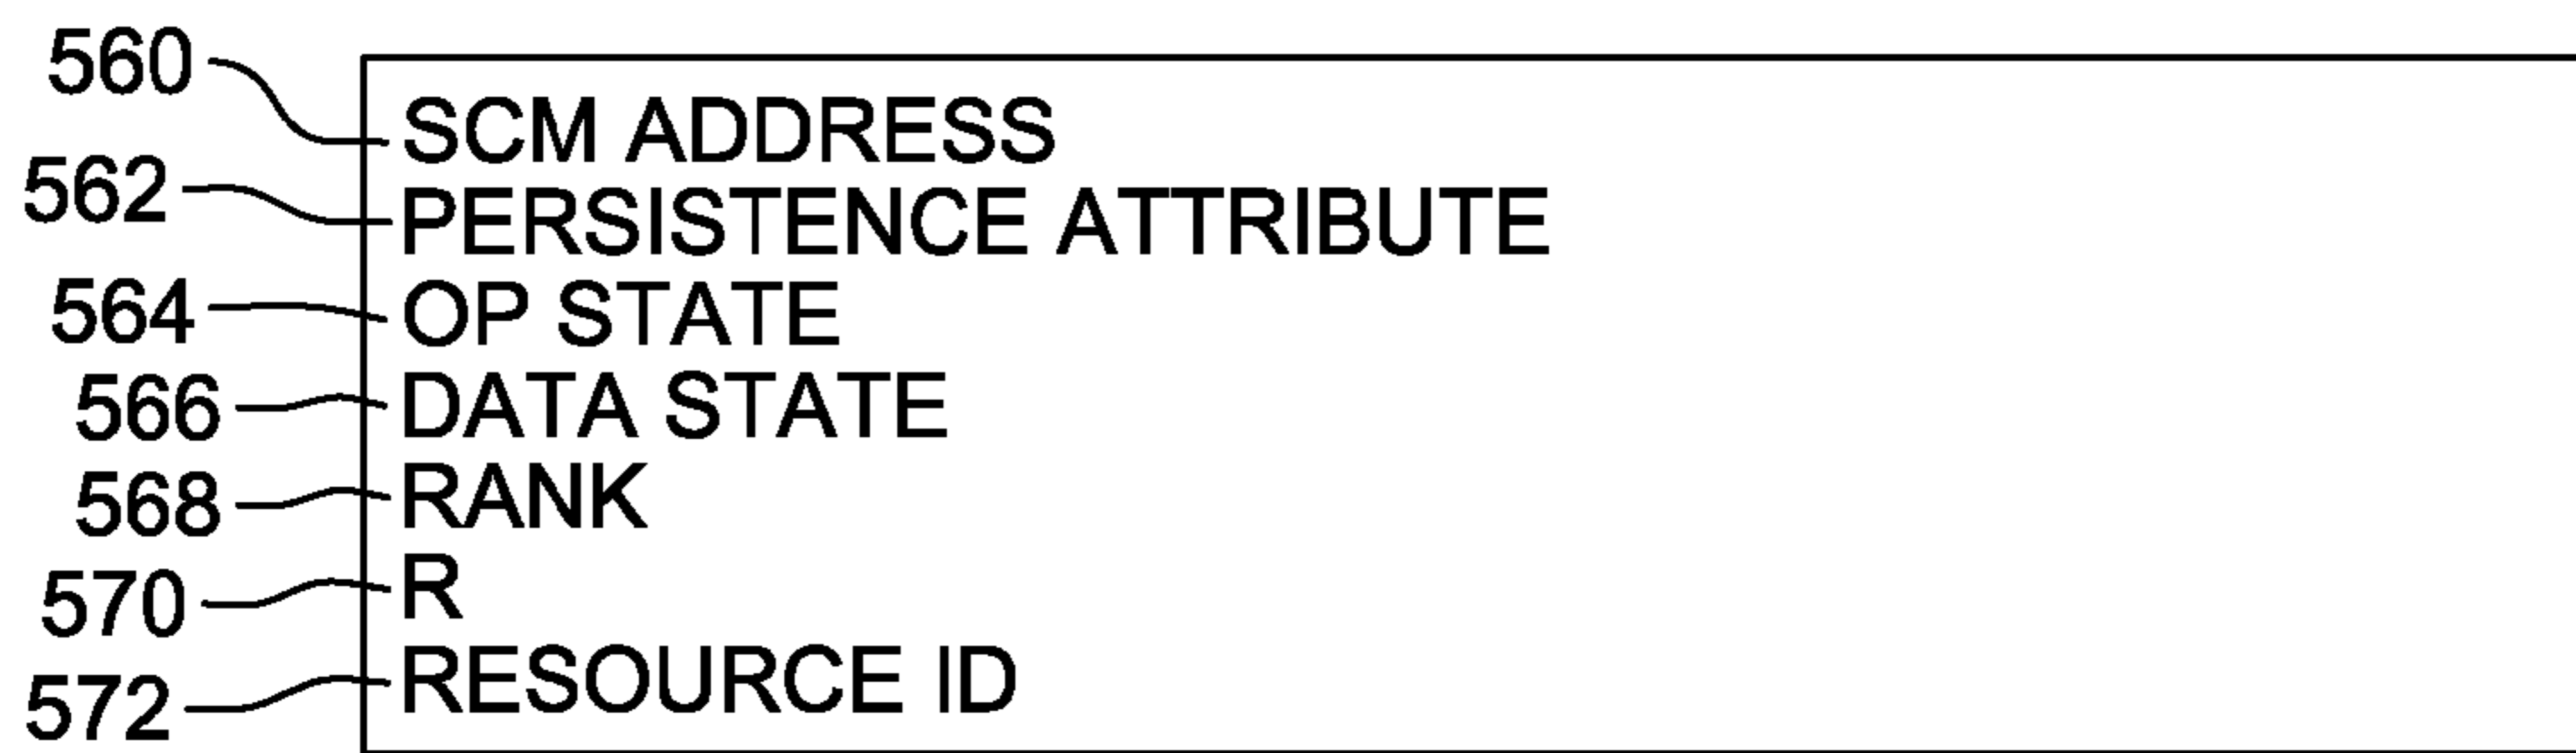 560 SCM ADDRESS
562 PERSISTENCE ATTRIBUTE
564 OP STATE
566 DATA STATE
568 RANK
570 R
572 RESOURCE ID